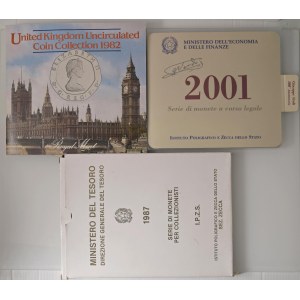 United Kingdom Uncirculated
Coin Collection 1982
MINISTERO DELL'ECONOMIA
E DELLE FINANZE
2001
Serie di monete a corso legale
ISTITUTO POLIGRAFICO E ZECCA DELLO STATO
MINISTERO DEL TESORO
DIREZIONE GENERALE DEL TESORO
1987
SERIE DI MONETE
PER COLLEZIONISTI
I.P.Z.S.
ISTITUTO POLIGRAFICO E ZECCA DELLO STATO
SEZ. ZECCA